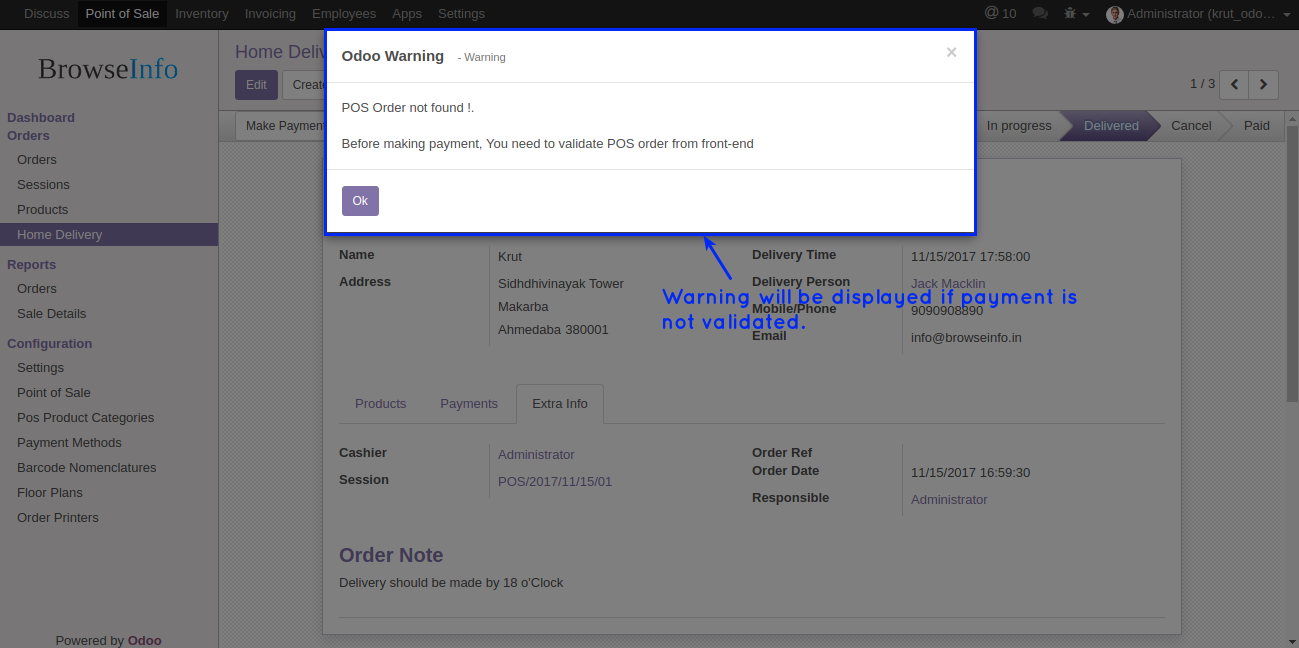 Discuss Point of Sale Inventory Invoicing Employees Apps Settings @ 10 Administrator (krut_odo…
BrowseInfo
Dashboard
Orders
Orders
Sessions
Products
Home Delivery
Reports
Orders
Sale Details
Configuration
Settings
Point of Sale
Pos Product Categories
Payment Methods
Barcode Nomenclatures
Floor Plans
Order Printers
Powered by Odoo
Edit
1 / 3
In progress Delivered Cancel Paid
Odoo Warning - Warning ×
POS Order not found !.
Before making payment, You need to validate POS order from front-end
Ok
Warning will be displayed if payment is
not validated.
Name Krut
Address Sidhdhivinayak Tower
Makarba
Ahmedaba 380001
Delivery Time 11/15/2017 17:58:00
Delivery Person Jack Macklin
Mobile/Phone 9090908890
Email info@browseinfo.in
Products Payments Extra Info
Cashier Administrator
Session POS/2017/11/15/01
Order Ref
Order Date 11/15/2017 16:59:30
Responsible Administrator
Order Note
Delivery should be made by 18 o'Clock